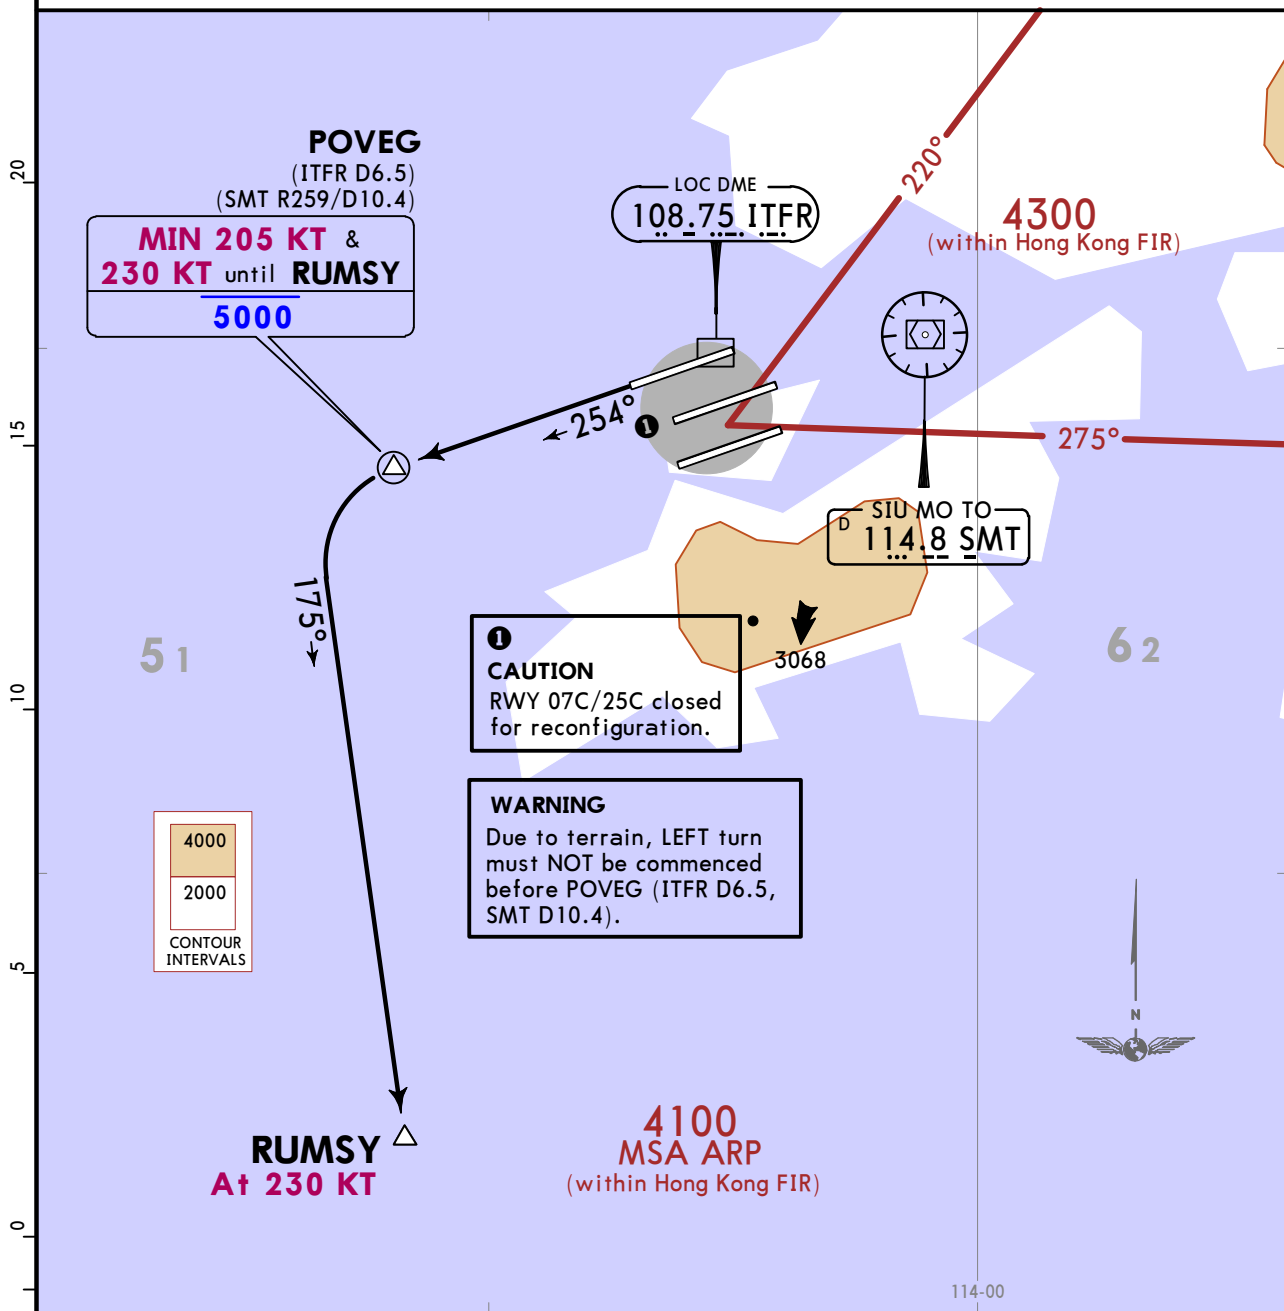 POVEG
(ITFR D6.5)
(SMT R259/D10.4)
MIN 205 KT &
230 KT until RUMSY
5000
LOC DME
108.75 ITFR
220°
4300
(within Hong Kong FIR)
254°
1
275°
SIU MO TO
D 114.8 SMT
175°
5 1
6 2
3068
1
CAUTION
RWY 07C/25C closed
for reconfiguration.
WARNING
Due to terrain, LEFT turn
must NOT be commenced
before POVEG (ITFR D6.5,
SMT D10.4).
4000
2000
CONTOUR
INTERVALS
N
RUMSY
At 230 KT
4100
MSA ARP
(within Hong Kong FIR)
114-00
20
15
10
5
0